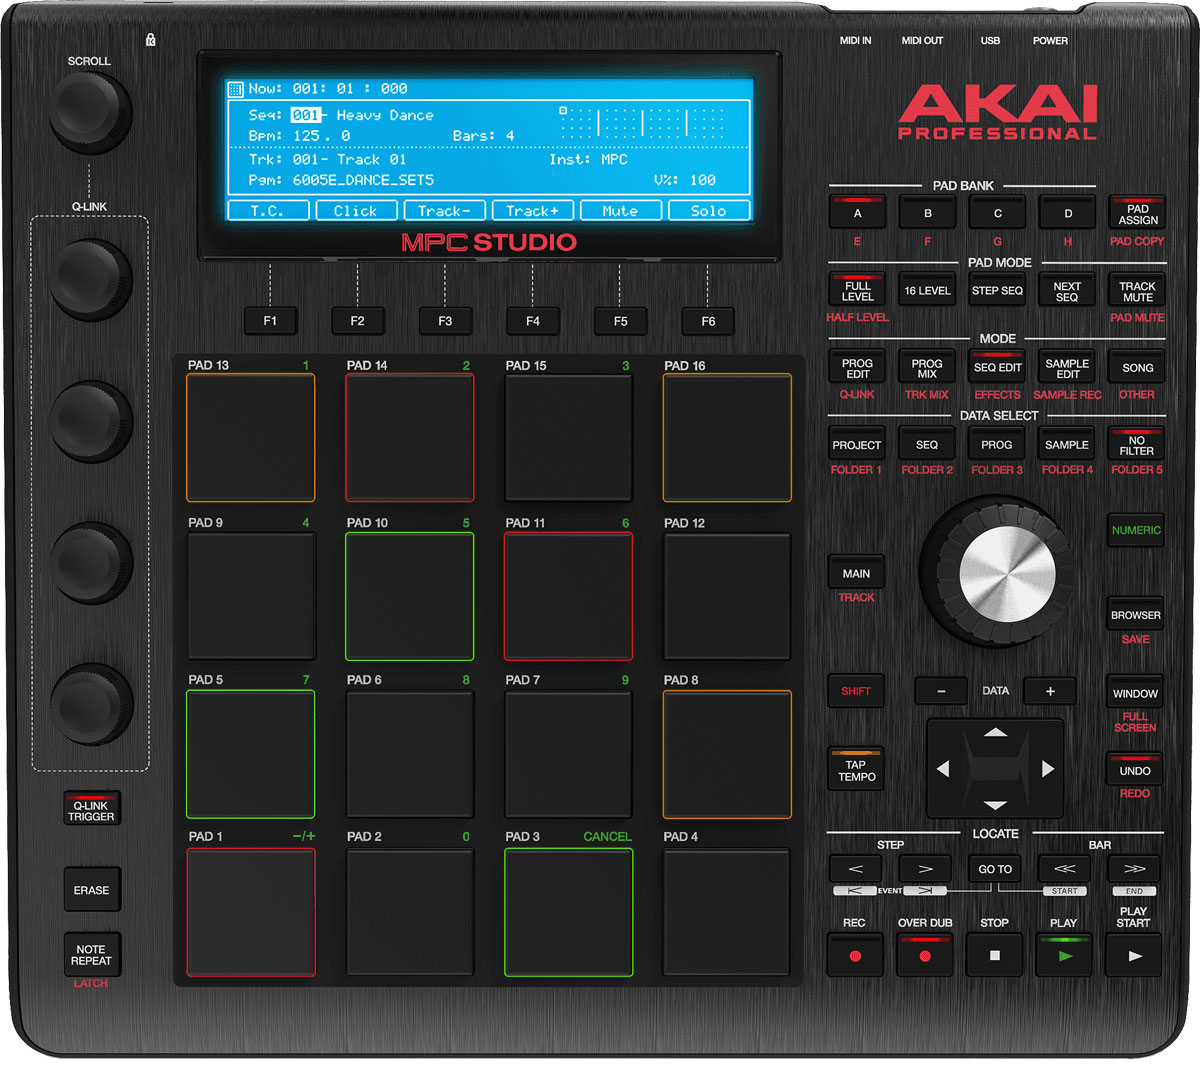 MIDI IN MIDI OUT USB POWER
SCROLL
Now: 001: 01 : 000
Seq: 001- Heavy Dance
Bpm: 125. 0 Bars: 4
Trk: 001- Track 01 Inst: MPC
Pgm: 6005E_DANCE_SET5 V%: 100
T.C. Click Track- Track+ Mute Solo
MPC STUDIO
AKAI
PROFESSIONAL
Q-LINK
PAD BANK
A B C D PAD ASSIGN
E F G H PAD COPY
PAD MODE
FULL LEVEL 16 LEVEL STEP SEQ NEXT SEQ TRACK MUTE
HALF LEVEL PAD MUTE
F1 F2 F3 F4 F5 F6
MODE
PROG EDIT PROG MIX SEQ EDIT SAMPLE EDIT SONG
Q-LINK TRK MIX EFFECTS SAMPLE REC OTHER
DATA SELECT
PROJECT SEQ PROG SAMPLE NO FILTER
FOLDER 1 FOLDER 2 FOLDER 3 FOLDER 4 FOLDER 5
PAD 13 1 PAD 14 2 PAD 15 3 PAD 16
PAD 9 4 PAD 10 5 PAD 11 6 PAD 12
PAD 5 7 PAD 6 8 PAD 7 9 PAD 8
PAD 1 −/+ PAD 2 0 PAD 3 CANCEL PAD 4
NUMERIC
MAIN
TRACK
BROWSER
SAVE
SHIFT
− DATA +
WINDOW
FULL
SCREEN
TAP
TEMPO
UNDO
REDO
Q-LINK
TRIGGER
ERASE
NOTE
REPEAT
LATCH
LOCATE
STEP BAR
< > GO TO << >>
EVENT START END
REC OVER DUB STOP PLAY PLAY START